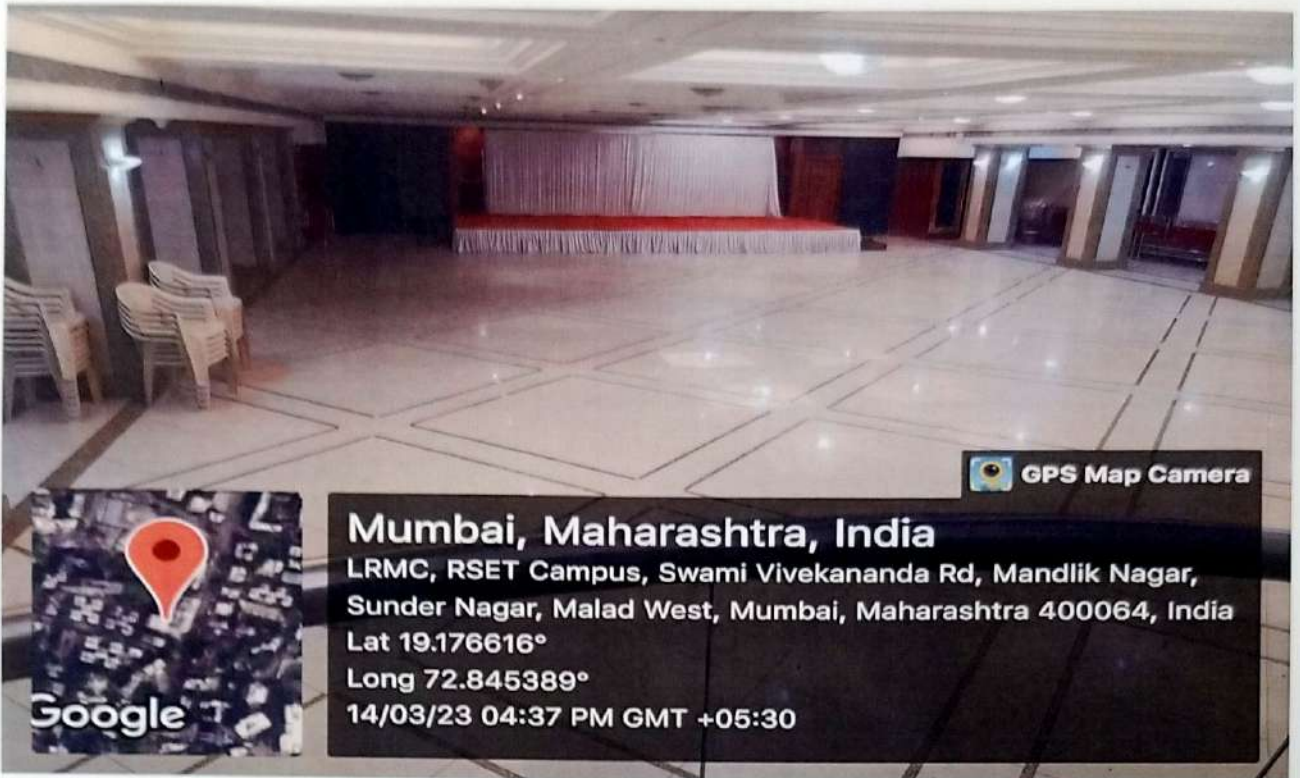 GPS Map Camera
Mumbai, Maharashtra, India
LRMC, RSET Campus, Swami Vivekananda Rd, Mandlik Nagar,
Sunder Nagar, Malad West, Mumbai, Maharashtra 400064, India
Lat 19.176616°
Long 72.845389°
14/03/23 04:37 PM GMT +05:30
Google